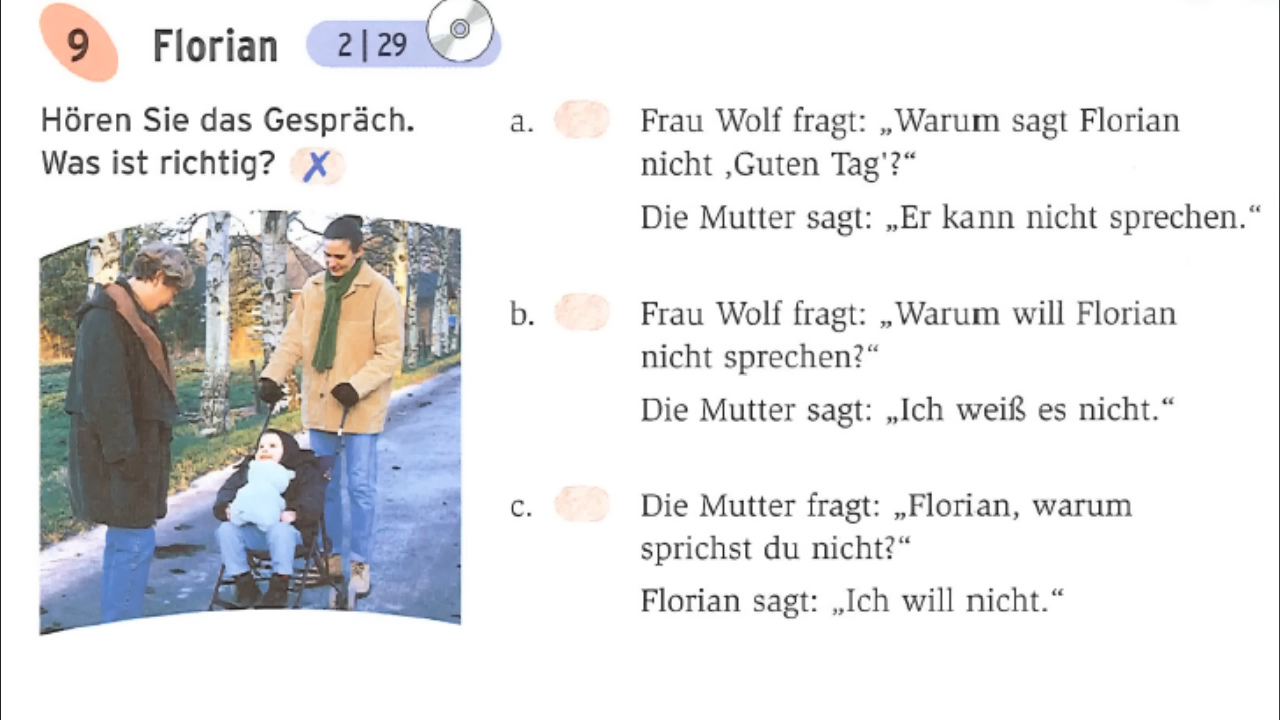 9 Florian 2 | 29
Hören Sie das Gespräch.
Was ist richtig? X
a. Frau Wolf fragt: „Warum sagt Florian
nicht ‚Guten Tag'?“
Die Mutter sagt: „Er kann nicht sprechen.“
b. Frau Wolf fragt: „Warum will Florian
nicht sprechen?“
Die Mutter sagt: „Ich weiß es nicht.“
c. Die Mutter fragt: „Florian, warum
sprichst du nicht?“
Florian sagt: „Ich will nicht.“